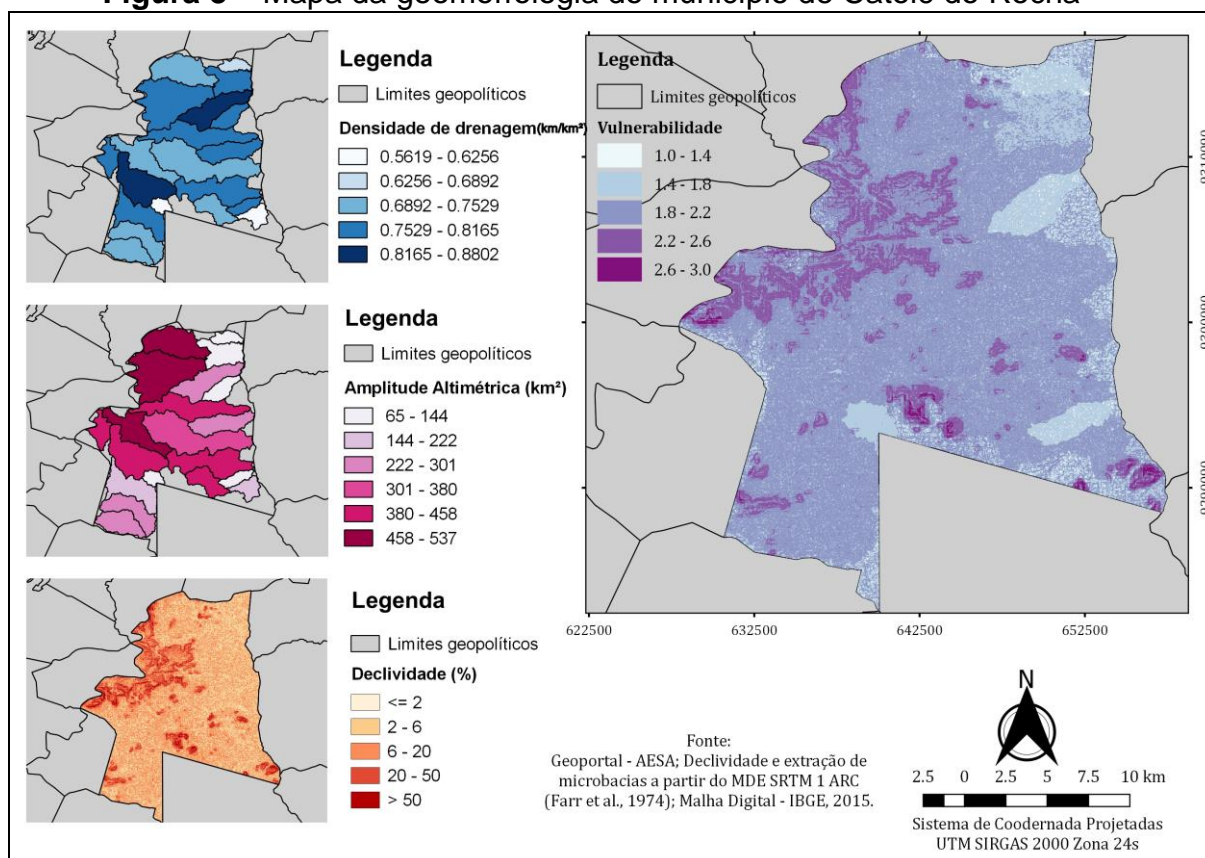 Mapa da geomorfologia do município de Catolé do Rocha
Legenda
Limites geopolíticos
Densidade de drenagem(km/km²)
0.5619 - 0.6256
0.6256 - 0.6892
0.6892 - 0.7529
0.7529 - 0.8165
0.8165 - 0.8802
Legenda
Limites geopolíticos
Amplitude Altimétrica (km²)
65 - 144
144 - 222
222 - 301
301 - 380
380 - 458
458 - 537
Legenda
Limites geopolíticos
Declividade (%)
<= 2
2 - 6
6 - 20
20 - 50
> 50
Legenda
Limites geopolíticos
Vulnerabilidade
1.0 - 1.4
1.4 - 1.8
1.8 - 2.2
2.2 - 2.6
2.6 - 3.0
622500 632500 642500 652500
Fonte:
Geoportal - AESA; Declividade e extração de
microbacias a partir do MDE SRTM 1 ARC
(Farr et al., 1974); Malha Digital - IBGE, 2015.
N
2.5 0 2.5 5 7.5 10 km
Sistema de Coodernada Projetadas
UTM SIRGAS 2000 Zona 24s